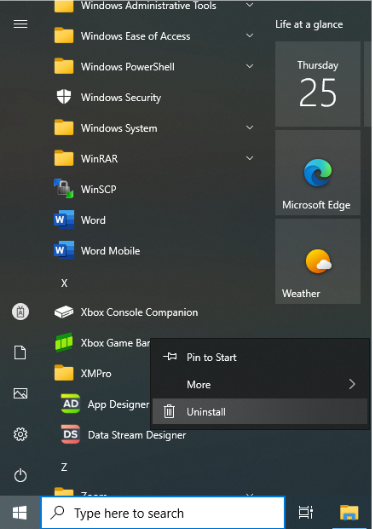 Windows Administrative Tools
Windows Ease of Access
Windows PowerShell
Windows Security
Windows System
WinRAR
WinSCP
W Word
W Word Mobile
X
Xbox Console Companion
Xbox Game Bar
XMPro
AD App Designer
DS Data Stream Designer
Z
Zoom
Life at a glance
Thursday
25
Microsoft Edge
Weather
Pin to Start
More
Uninstall
Type here to search